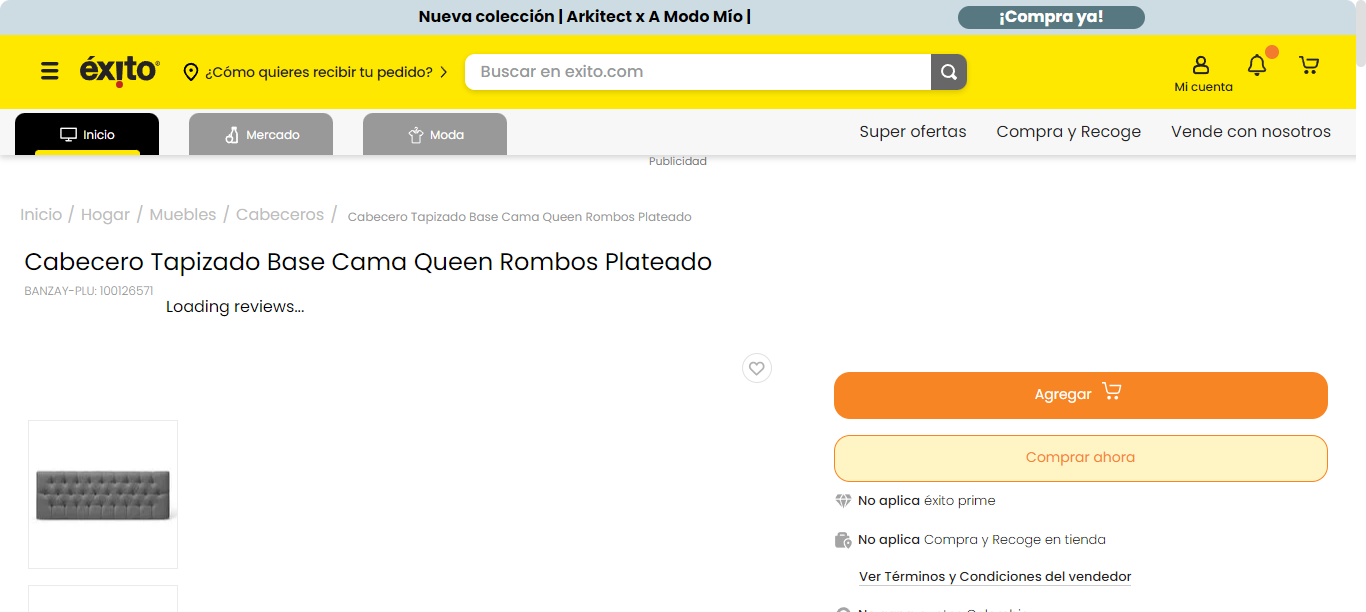 Nueva colección | Arkitect x A Modo Mío |
¡Compra ya!
éxito
¿Cómo quieres recibir tu pedido?
Buscar en exito.com
Mi cuenta
Inicio
Mercado
Moda
Super ofertas
Compra y Recoge
Vende con nosotros
Publicidad
Inicio / Hogar / Muebles / Cabeceros / Cabecero Tapizado Base Cama Queen Rombos Plateado
Cabecero Tapizado Base Cama Queen Rombos Plateado
BANZAY-PLU: 100126571
Loading reviews...
Agregar
Comprar ahora
No aplica éxito prime
No aplica Compra y Recoge en tienda
Ver Términos y Condiciones del vendedor